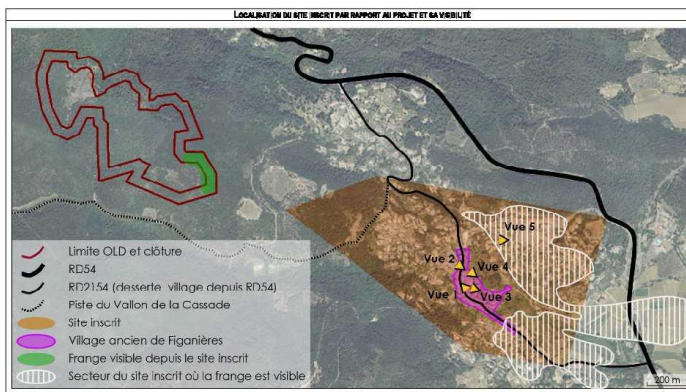 LOCALISATION DU SITE INSCRIT PAR RAPPORT AU PROJET ET SA VISIBILITÉ
Vue 5
Vue 2
Vue 4
Vue
Vue 3
Limite OLD et clôture
RD54
RD2154 (desserte village depuis RD54)
Piste du Vallon de la Cassade
Site inscrit
Village ancien de Figanières
Frange visible depuis le site inscrit
Secteur du site inscrit où la frange est visible
200 m